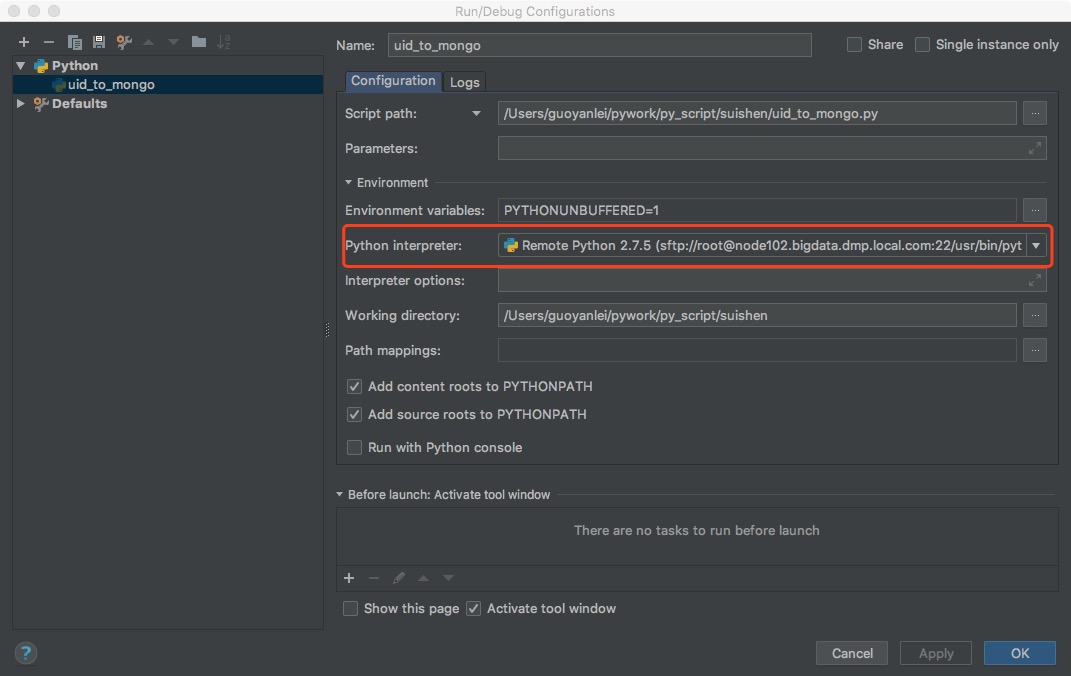 Run/Debug Configurations
Name: uid_to_mongo Share Single instance only
Python
uid_to_mongo
Defaults
Configuration Logs
Script path: /Users/guoyanlei/pywork/py_script/suishen/uid_to_mongo.py ...
Parameters:
Environment
Environment variables: PYTHONUNBUFFERED=1 ...
Python interpreter: Remote Python 2.7.5 (sftp://root@node102.bigdata.dmp.local.com:22/usr/bin/pyt
Interpreter options:
Working directory: /Users/guoyanlei/pywork/py_script/suishen ...
Path mappings: ...
Add content roots to PYTHONPATH
Add source roots to PYTHONPATH
Run with Python console
Before launch: Activate tool window
There are no tasks to run before launch
Show this page Activate tool window
? Cancel Apply OK